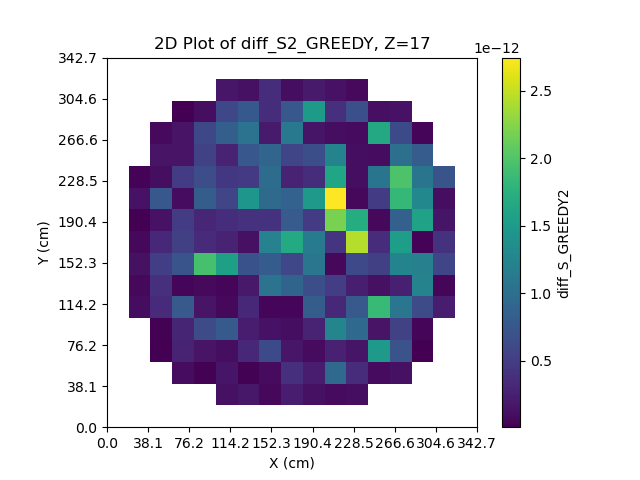 2D Plot of diff_S2_GREEDY, Z=17
1e−12
342.7
304.6
266.6
228.5
190.4
152.3
114.2
76.2
38.1
0.0
Y (cm)
0.0 38.1 76.2 114.2 152.3 190.4 228.5 266.6 304.6 342.7
X (cm)
2.5
2.0
1.5
1.0
0.5
diff_S_GREEDY2